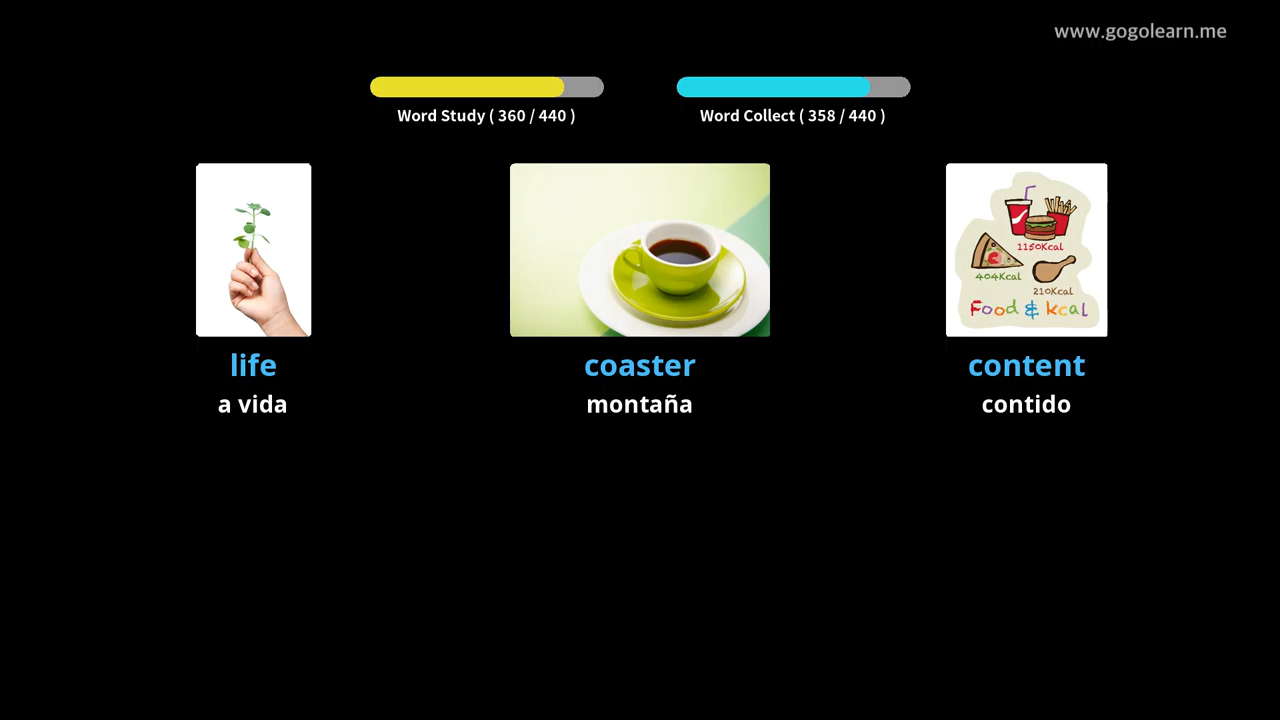 www.gogolearn.me
Word Study ( 360 / 440 )
Word Collect ( 358 / 440 )
1150Kcal
404Kcal
210Kcal
Food & kcal
life
coaster
content
a vida
montaña
contido